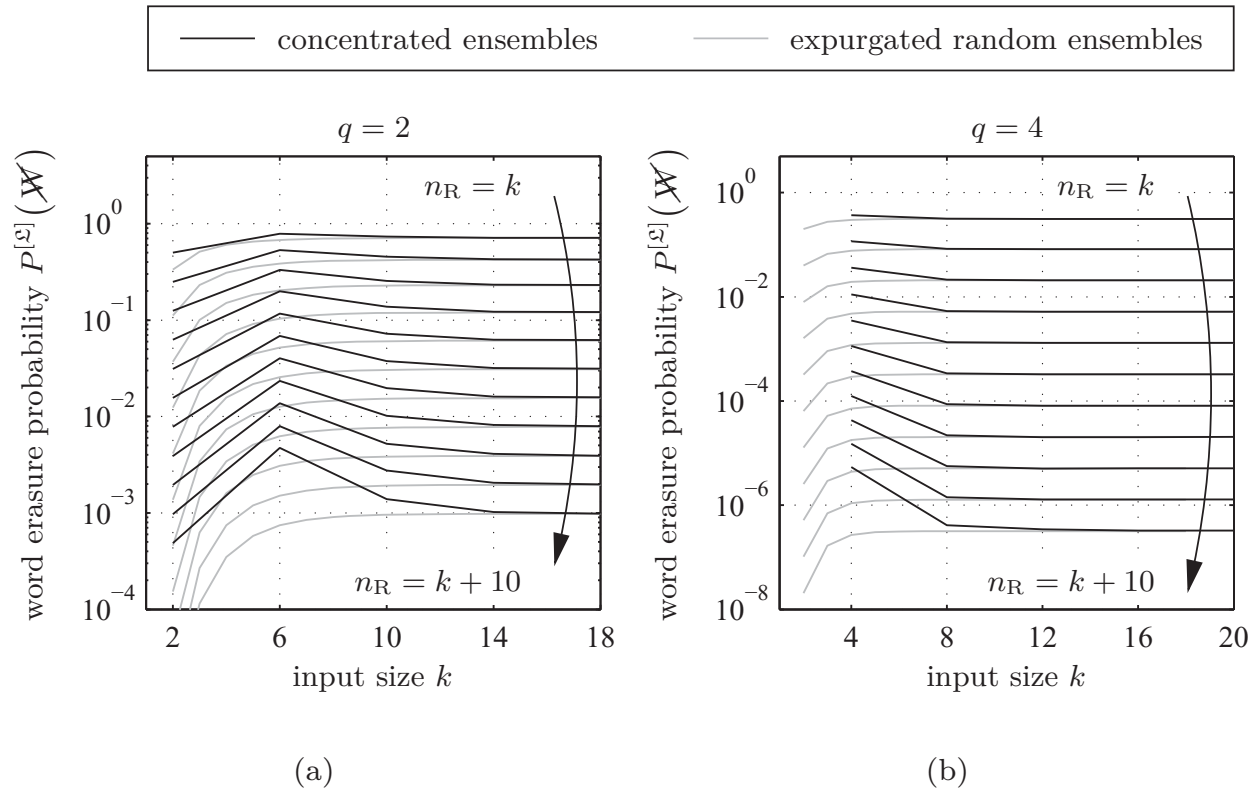 concentrated ensembles expurgated random ensembles
q = 2
q = 4
word erasure probability P^[𝔏](W̸)
10^0
10^−1
10^−2
10^−3
10^−4
n_R = k
n_R = k + 10
2 6 10 14 18
input size k
(a)
word erasure probability P^[𝔏](W̸)
10^0
10^−2
10^−4
10^−6
10^−8
n_R = k
n_R = k + 10
4 8 12 16 20
input size k
(b)